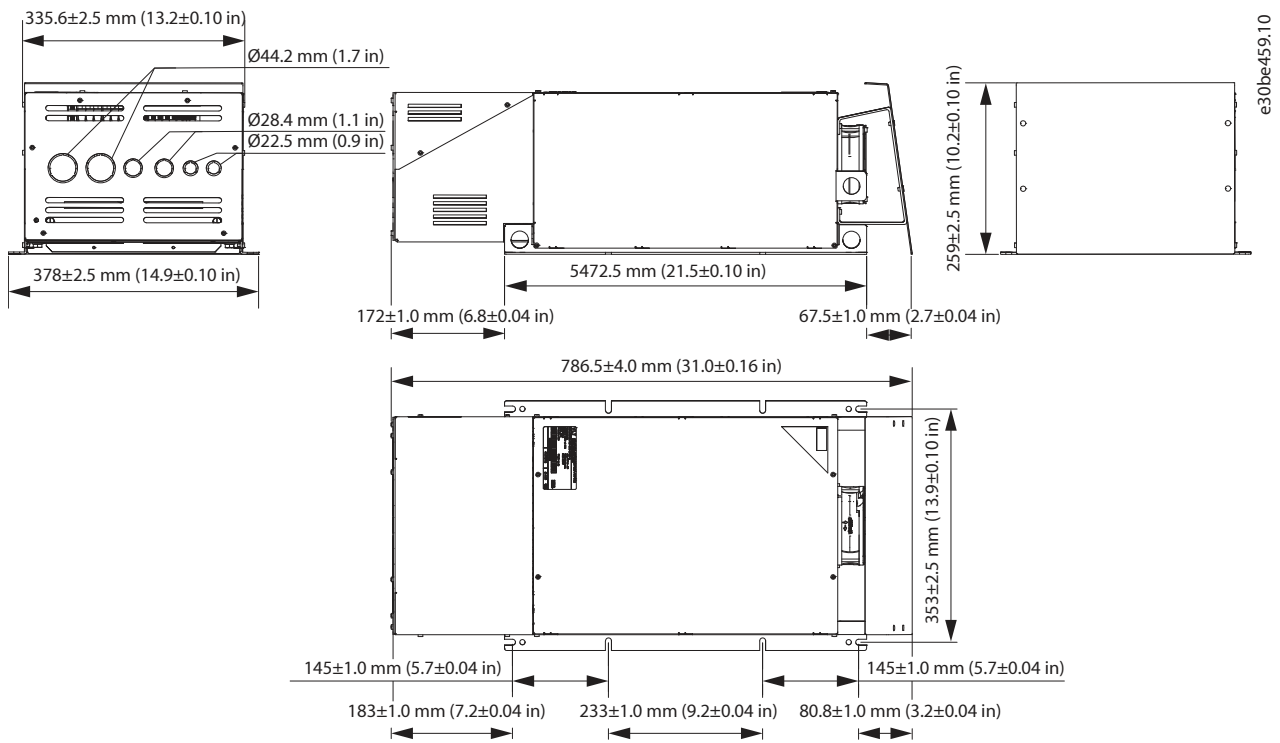 335.6±2.5 mm (13.2±0.10 in)
Ø44.2 mm (1.7 in)
Ø28.4 mm (1.1 in)
Ø22.5 mm (0.9 in)
378±2.5 mm (14.9±0.10 in)
5472.5 mm (21.5±0.10 in)
172±1.0 mm (6.8±0.04 in)
67.5±1.0 mm (2.7±0.04 in)
259±2.5 mm (10.2±0.10 in)
e30be459.10
786.5±4.0 mm (31.0±0.16 in)
353±2.5 mm (13.9±0.10 in)
145±1.0 mm (5.7±0.04 in)
145±1.0 mm (5.7±0.04 in)
183±1.0 mm (7.2±0.04 in)
233±1.0 mm (9.2±0.04 in)
80.8±1.0 mm (3.2±0.04 in)